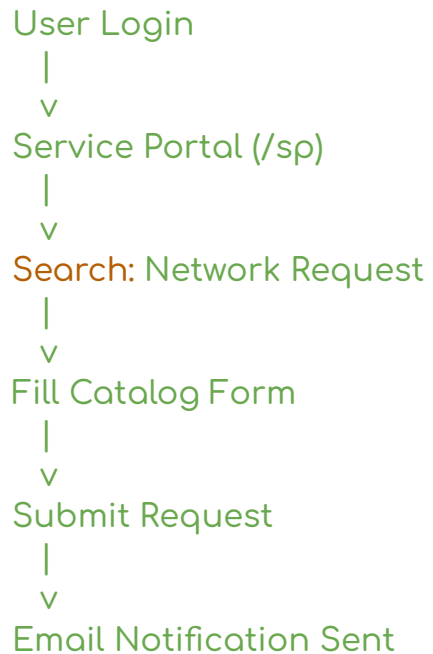 User Login
|
v
Service Portal (/sp)
|
v
Search: Network Request
|
v
Fill Catalog Form
|
v
Submit Request
|
v
Email Notification Sent